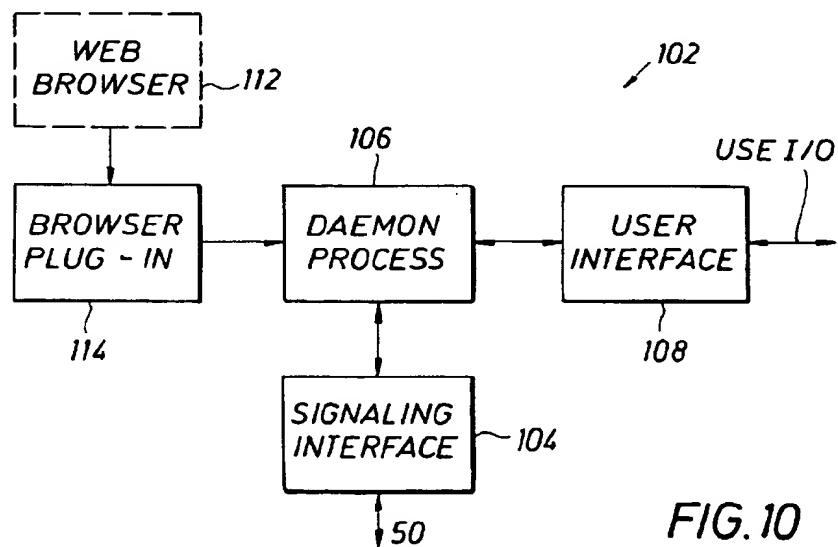 WEB
BROWSER
112
102
106
USE I/O
BROWSER
PLUG - IN
DAEMON
PROCESS
USER
INTERFACE
114
108
SIGNALING
INTERFACE
104
50
FIG. 10